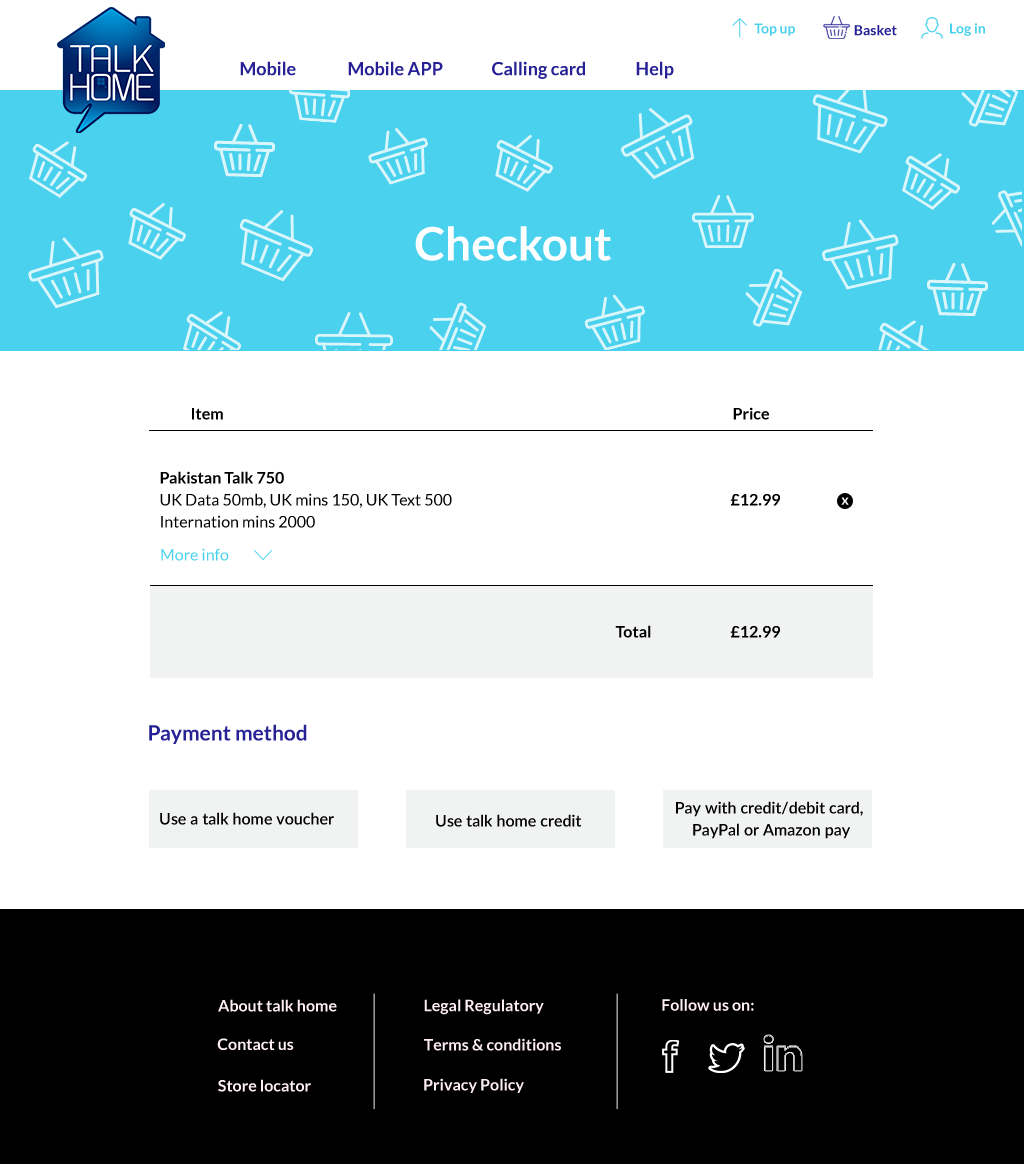 TALK
HOME
Top up
Basket
Log in
Mobile
Mobile APP
Calling card
Help
Checkout
Item
Price
Pakistan Talk 750
UK Data 50mb, UK mins 150, UK Text 500
Internation mins 2000
£12.99
X
More info
Total
£12.99
Payment method
Use a talk home voucher
Use talk home credit
Pay with credit/debit card,
PayPal or Amazon pay
About talk home
Contact us
Store locator
Legal Regulatory
Terms & conditions
Privacy Policy
Follow us on:
f
in